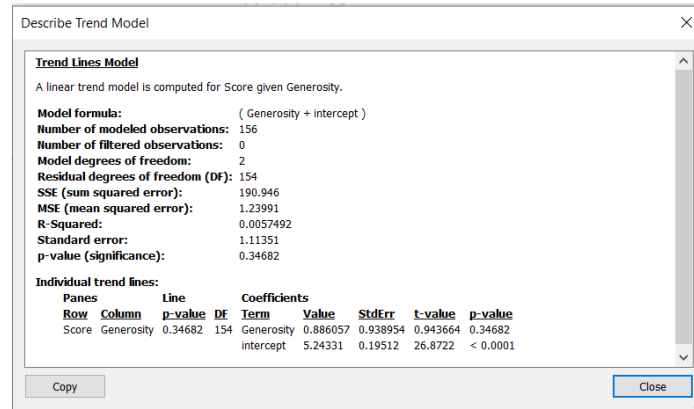 Describe Trend Model
Trend Lines Model
A linear trend model is computed for Score given Generosity.
Model formula: ( Generosity + intercept )
Number of modeled observations: 156
Number of filtered observations: 0
Model degrees of freedom: 2
Residual degrees of freedom (DF): 154
SSE (sum squared error): 190.946
MSE (mean squared error): 1.23991
R-Squared: 0.0057492
Standard error: 1.11351
p-value (significance): 0.34682
Individual trend lines:
Panes Line Coefficients
Row Column p-value DF Term Value StdErr t-value p-value
Score Generosity 0.34682 154 Generosity 0.886057 0.938954 0.943664 0.34682
intercept 5.24331 0.19512 26.8722 < 0.0001
Copy Close